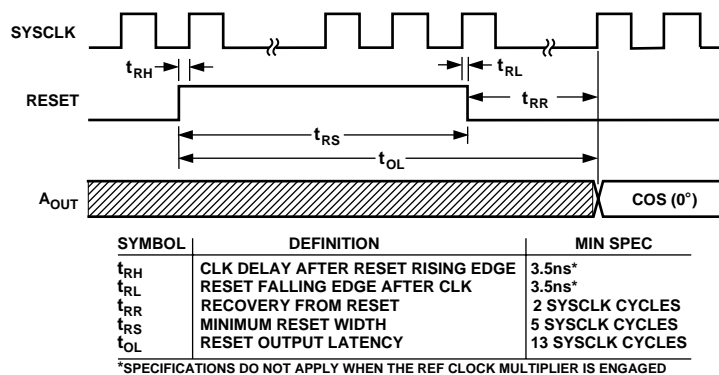 SYSCLK
tRH
tRL
RESET
tRR
tRS
tOL
AOUT
COS (0°)
SYMBOL DEFINITION MIN SPEC
tRH CLK DELAY AFTER RESET RISING EDGE 3.5ns*
tRL RESET FALLING EDGE AFTER CLK 3.5ns*
tRR RECOVERY FROM RESET 2 SYSCLK CYCLES
tRS MINIMUM RESET WIDTH 5 SYSCLK CYCLES
tOL RESET OUTPUT LATENCY 13 SYSCLK CYCLES
*SPECIFICATIONS DO NOT APPLY WHEN THE REF CLOCK MULTIPLIER IS ENGAGED